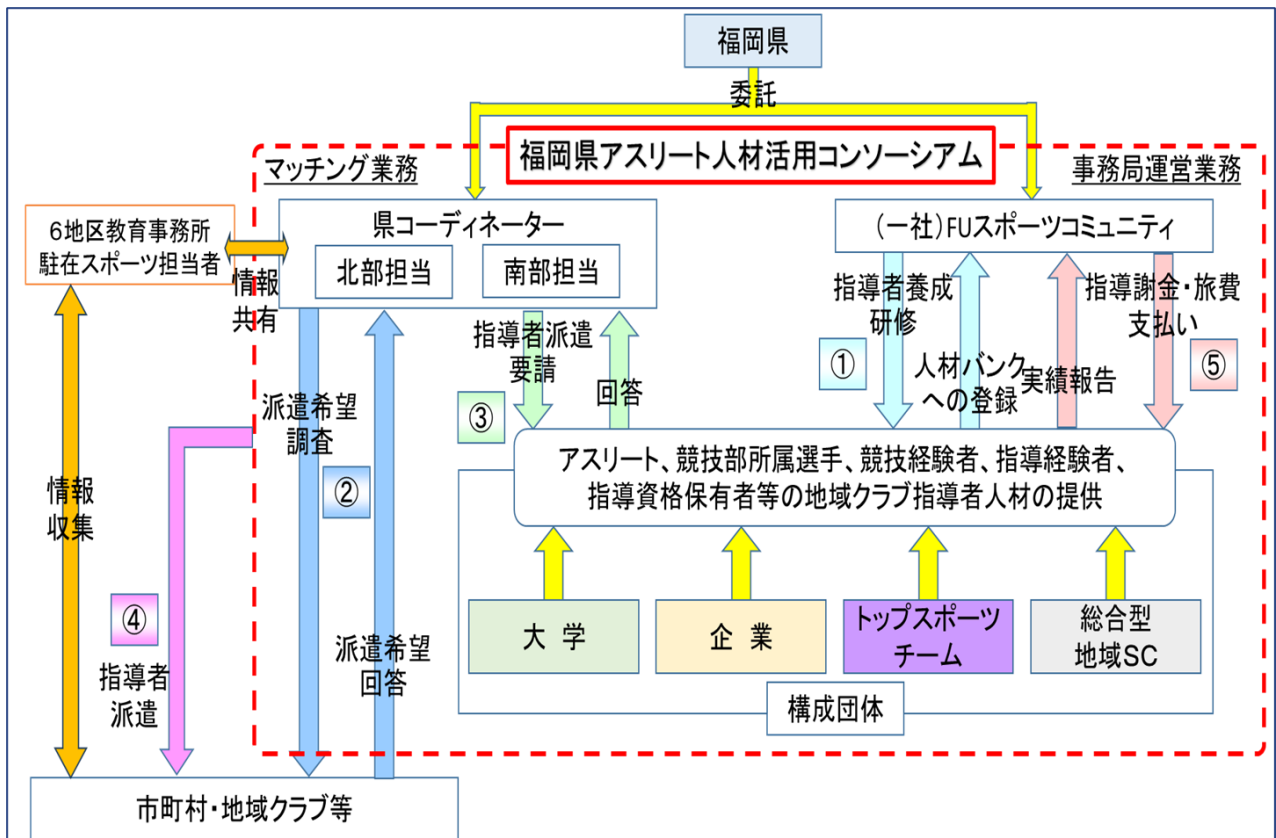 福岡県
委託
福岡県アスリート人材活用コンソーシアム
マッチング業務
事務局運営業務
6地区教育事務所
駐在スポーツ担当者
県コーディネーター
北部担当
南部担当
(一社)FUスポーツコミュニティ
情報
共有
指導者派遣
要請
回答
③
指導者養成
研修
①
人材バンク
への登録
実績報告
指導謝金・旅費
支払い
⑤
派遣希望
調査
②
アスリート、競技部所属選手、競技経験者、指導経験者、
指導資格保有者等の地域クラブ指導者人材の提供
情報
収集
④
指導者
派遣
派遣希望
回答
大 学
企 業
トップスポーツ
チーム
総合型
地域SC
構成団体
市町村・地域クラブ等